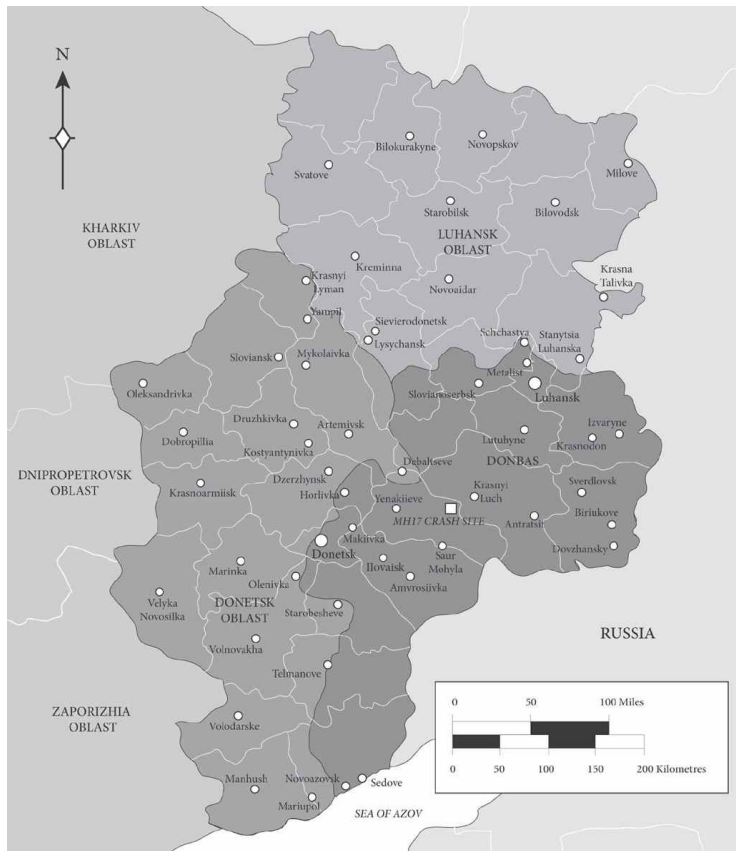 N
Bilokurakyne
Novopskov
Svatove
Milove
Starobilsk
Bilovodsk
KHARKIV
OBLAST
LUHANSK
OBLAST
Kreminna
Krasna
Talivka
Krasnyi
Lyman
Novoaidar
Yampil
Sievierodonetsk
Lysychansk
Schchastya
Stanytsia
Luhanska
Sloviansk
Mykolaivka
Metalist
Oleksandrivka
Slovianoserbsk
Luhansk
Druzhkivka
Artemivsk
Izvaryne
Dobropillia
Kostyantynivka
Lutuhyne
Krasnodon
DNIPROPETROVSK
OBLAST
Dzerzhynsk
Debaltseve
DONBAS
Krasnoarmiisk
Horlivka
Yenakiieve
Krasnyi
Luch
Sverdlovsk
MH17 CRASH SITE
Antratsit
Biriukove
Makiivka
Donetsk
Ilovaisk
Saur
Mohyla
Dovzhansky
Marinka
Olenivka
Amvrosiivka
Velyka
Novosilka
DONETSK
OBLAST
Starobesheve
Volnovakha
RUSSIA
Telmanove
ZAPORIZHIA
OBLAST
Volodarske
0 50 100 Miles
0 50 100 150 200 Kilometres
Manhush
Novoazovsk
Sedove
Mariupol
SEA OF AZOV